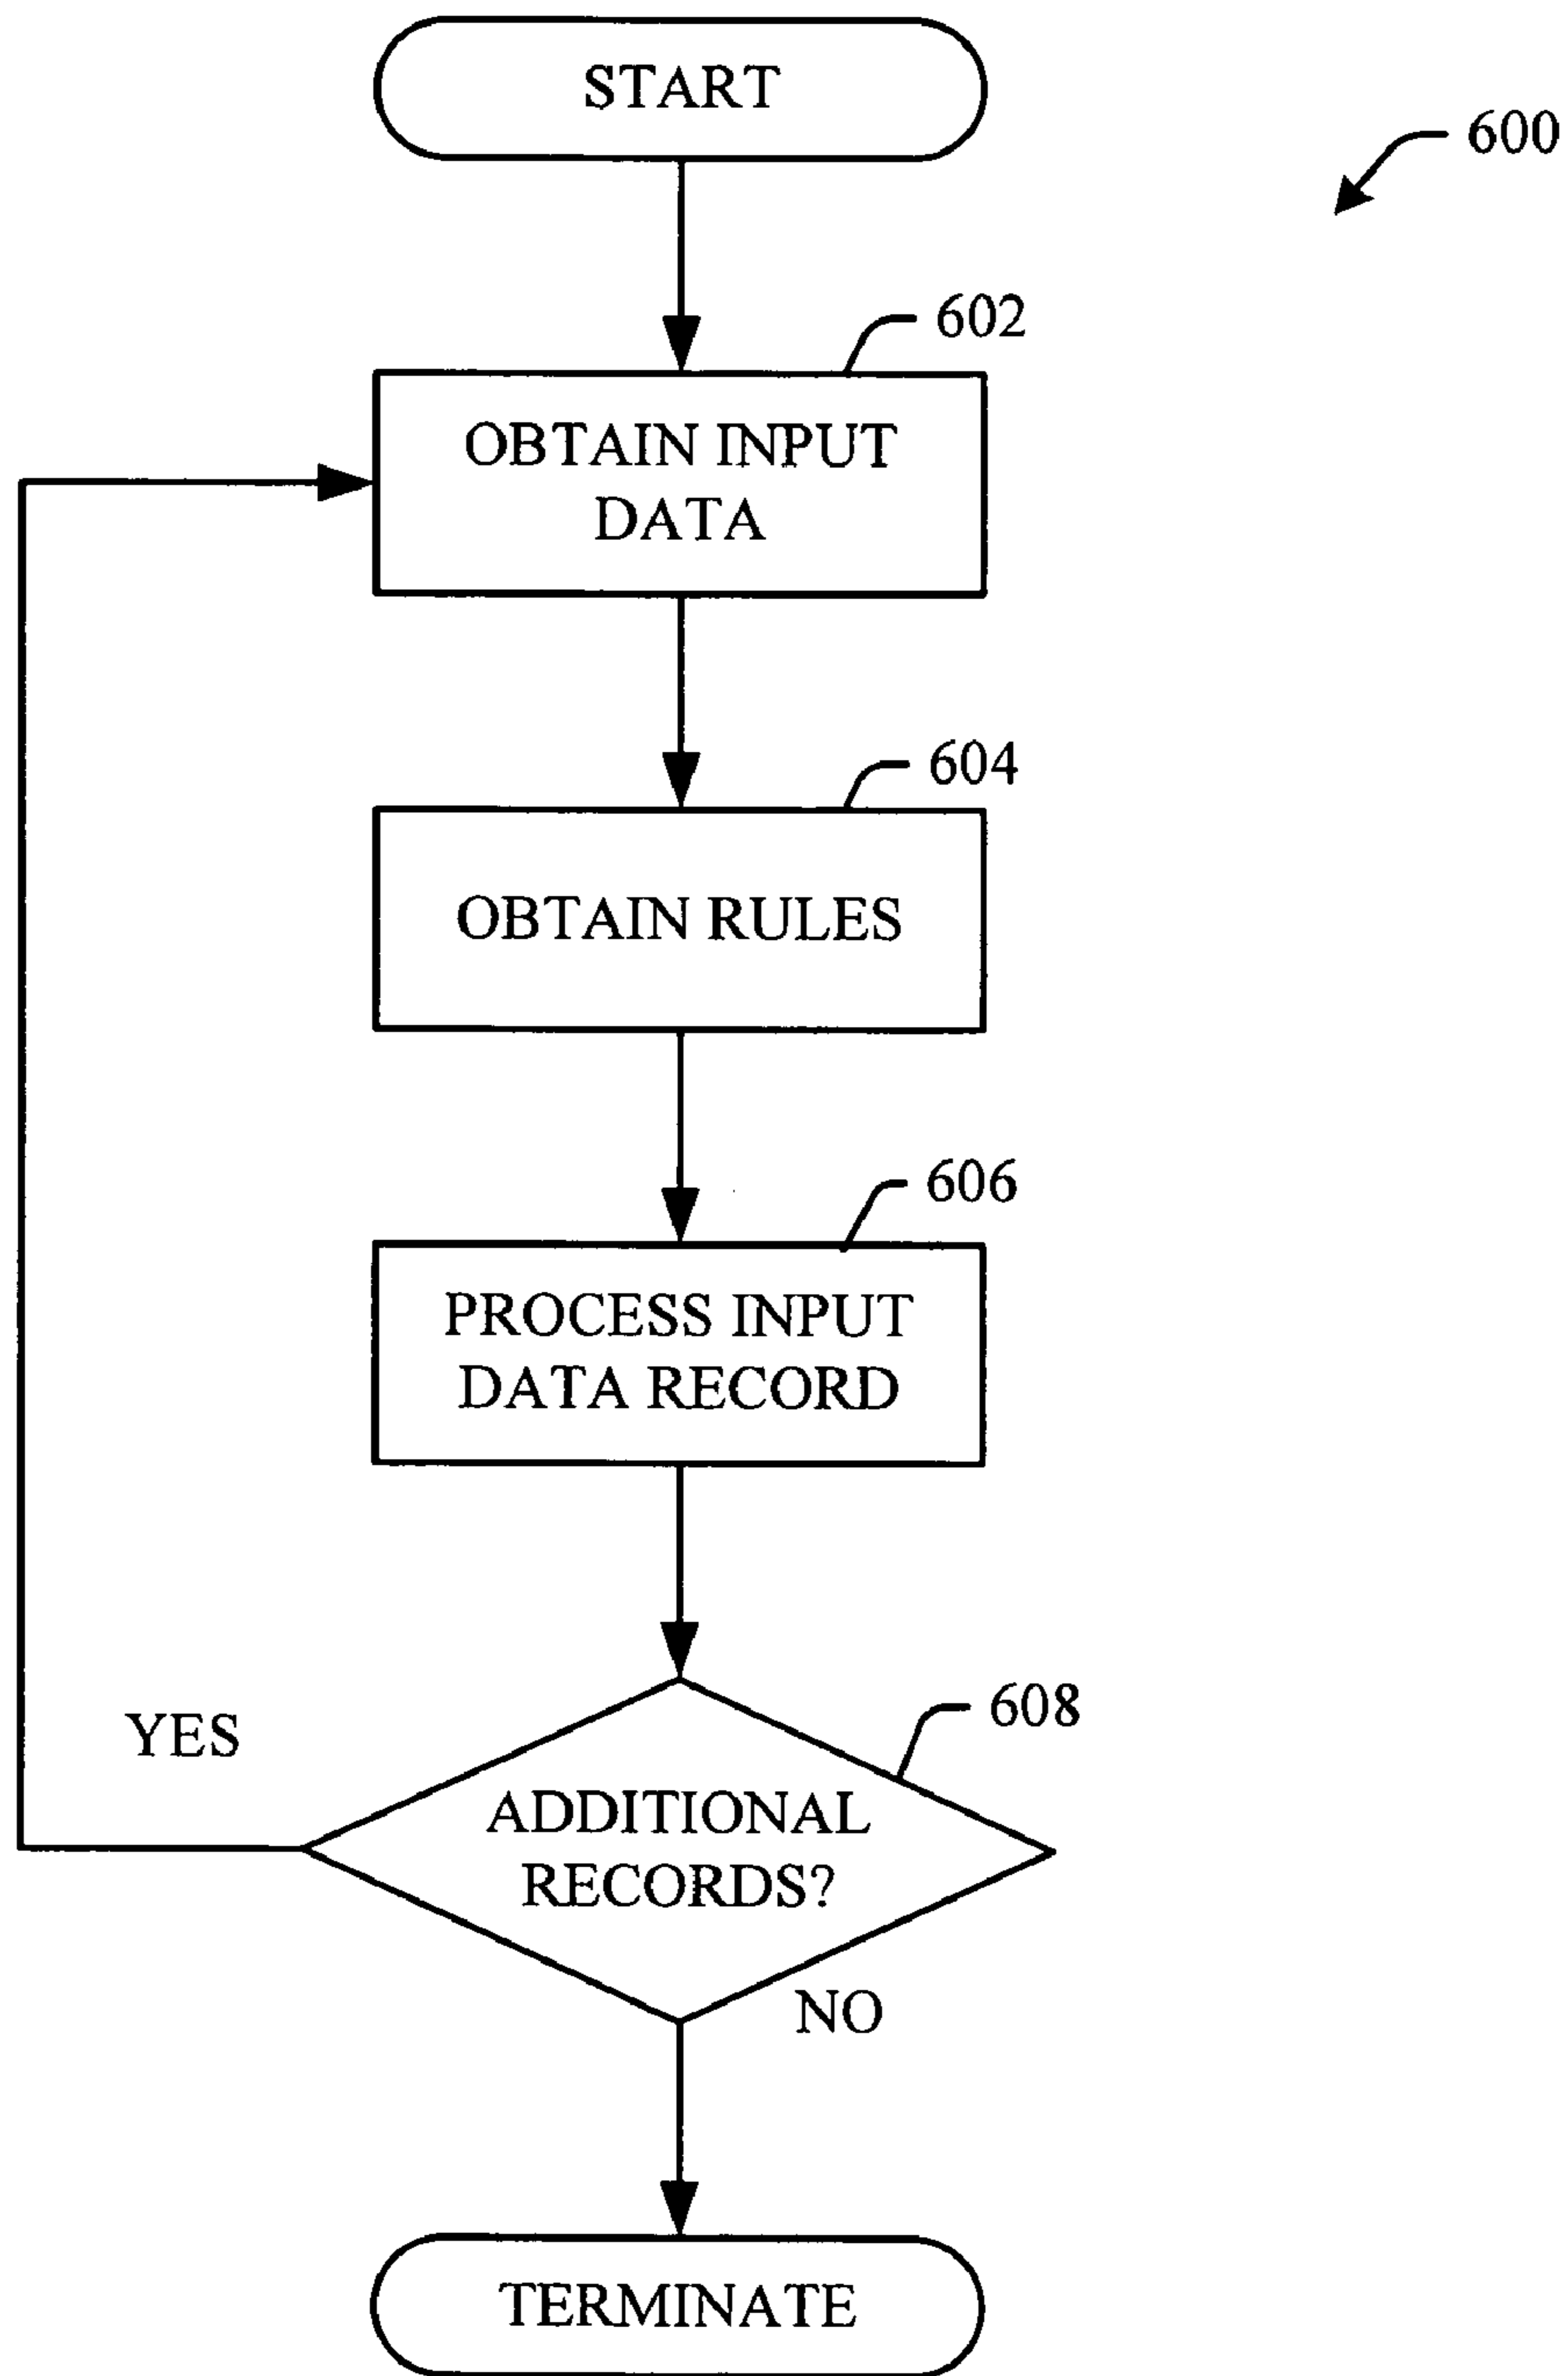 START
600
602
OBTAIN INPUT
DATA
604
OBTAIN RULES
606
PROCESS INPUT
DATA RECORD
608
YES
ADDITIONAL
RECORDS?
NO
TERMINATE